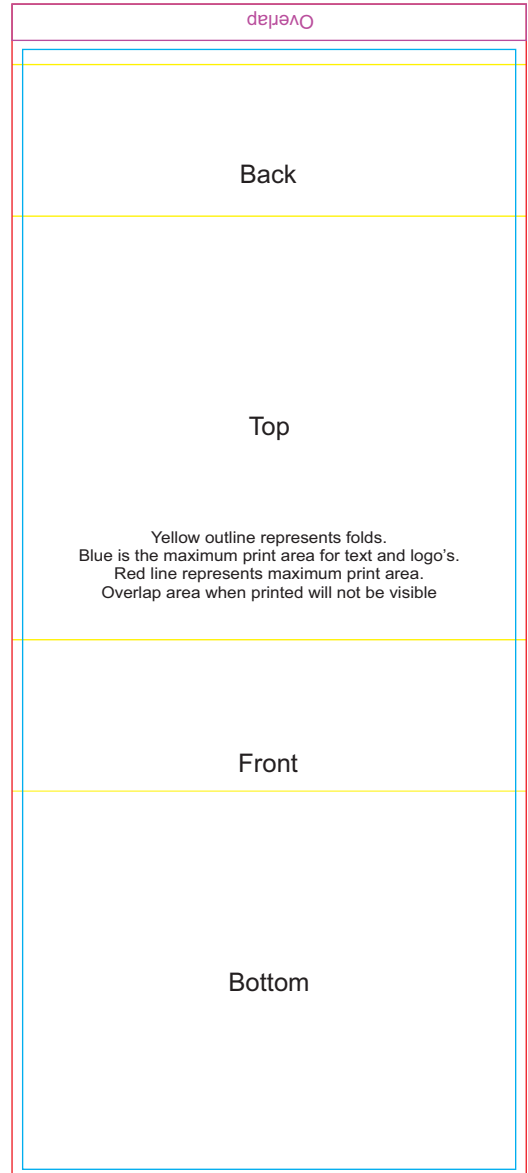 Overlap
Back
Top
Yellow outline represents folds.
Blue is the maximum print area for text and logo’s.
Red line represents maximum print area.
Overlap area when printed will not be visible
Front
Bottom